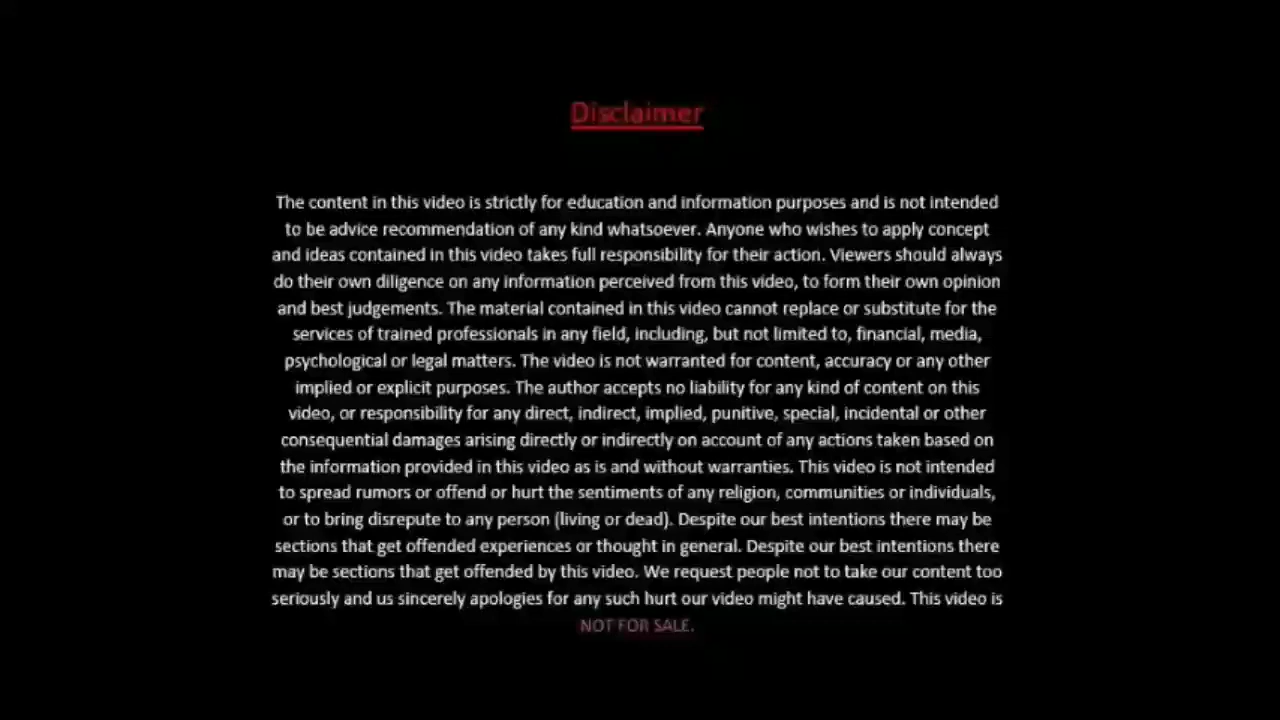 Disclaimer
The content in this video is strictly for education and information purposes and is not intended
to be advice recommendation of any kind whatsoever. Anyone who wishes to apply concept
and ideas contained in this video takes full responsibility for their action. Viewers should always
do their own diligence on any information perceived from this video, to form their own opinion
and best judgements. The material contained in this video cannot replace or substitute for the
services of trained professionals in any field, including, but not limited to, financial, media,
psychological or legal matters. The video is not warranted for content, accuracy or any other
implied or explicit purposes. The author accepts no liability for any kind of content on this
video, or responsibility for any direct, indirect, implied, punitive, special, incidental or other
consequential damages arising directly or indirectly on account of any actions taken based on
the information provided in this video as is and without warranties. This video is not intended
to spread rumors or offend or hurt the sentiments of any religion, communities or individuals,
or to bring disrepute to any person (living or dead). Despite our best intentions there may be
sections that get offended experiences or thought in general. Despite our best intentions there
may be sections that get offended by this video. We request people not to take our content too
seriously and us sincerely apologies for any such hurt our video might have caused. This video is
NOT FOR SALE.